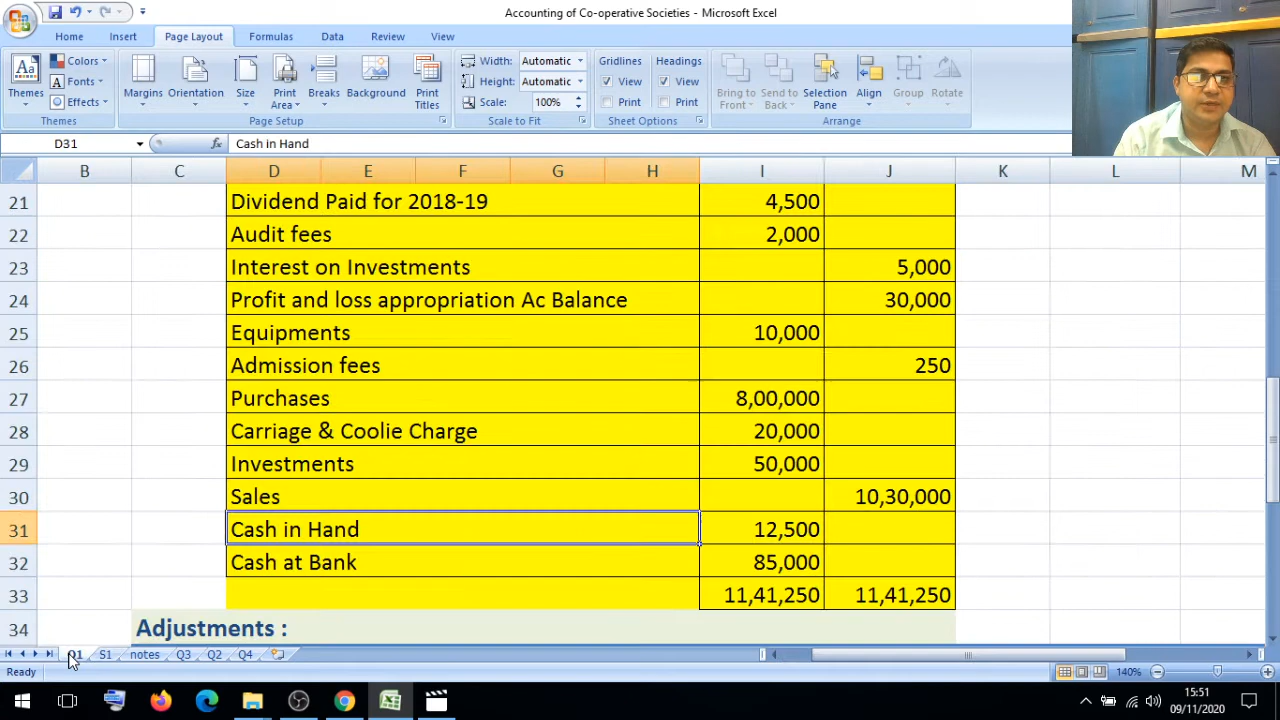 Accounting of Co-operative Societies - Microsoft Excel
Home Insert Page Layout Formulas Data Review View
Themes Colors Fonts Effects Margins Orientation Size Print Area Breaks Background Print Titles Width: Automatic Height: Automatic Scale: 100% Gridlines View Print Headings View Print Bring to Front Send to Back Selection Pane Align Group Rotate
Themes Page Setup Scale to Fit Sheet Options Arrange
D31 fx Cash in Hand
B C D E F G H I J K L M
21 Dividend Paid for 2018-19 4,500
22 Audit fees 2,000
23 Interest on Investments 5,000
24 Profit and loss appropriation Ac Balance 30,000
25 Equipments 10,000
26 Admission fees 250
27 Purchases 8,00,000
28 Carriage & Coolie Charge 20,000
29 Investments 50,000
30 Sales 10,30,000
31 Cash in Hand 12,500
32 Cash at Bank 85,000
33 11,41,250 11,41,250
34 Adjustments :
Q1 S1 notes Q3 Q2 Q4
Ready 140%
15:51
09/11/2020